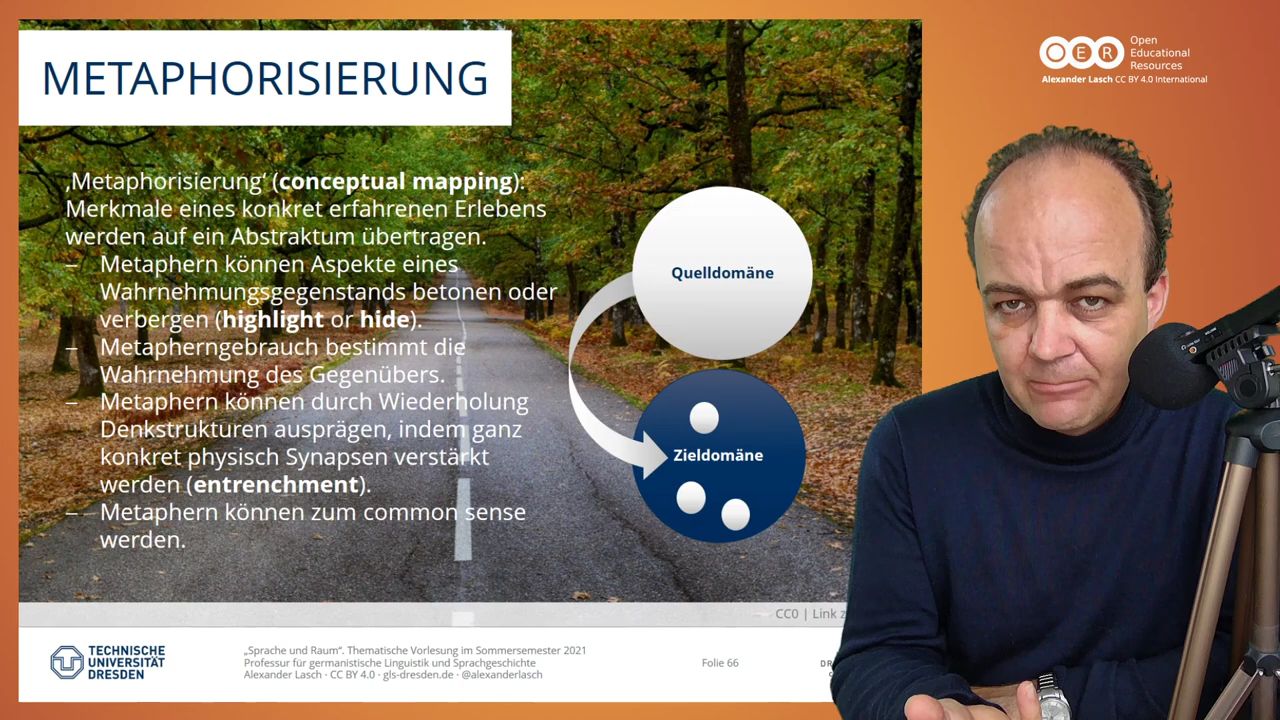 METAPHORISIERUNG
‚Metaphorisierung‘ (conceptual mapping):
Merkmale eines konkret erfahrenen Erlebens
werden auf ein Abstraktum übertragen.
– Metaphern können Aspekte eines
Wahrnehmungsgegenstands betonen oder
verbergen (highlight or hide).
– Metapherngebrauch bestimmt die
Wahrnehmung des Gegenübers.
– Metaphern können durch Wiederholung
Denkstrukturen ausprägen, indem ganz
konkret physisch Synapsen verstärkt
werden (entrenchment).
– Metaphern können zum common sense
werden.
Quelldomäne
Zieldomäne
CC0 | Link
TECHNISCHE
UNIVERSITÄT
DRESDEN
„Sprache und Raum“. Thematische Vorlesung im Sommersemester 2021
Professur für germanistische Linguistik und Sprachgeschichte
Alexander Lasch · CC BY 4.0 · gls-dresden.de · @alexanderlasch
Folie 66
OER
Open
Educational
Resources
Alexander Lasch CC BY 4.0 International